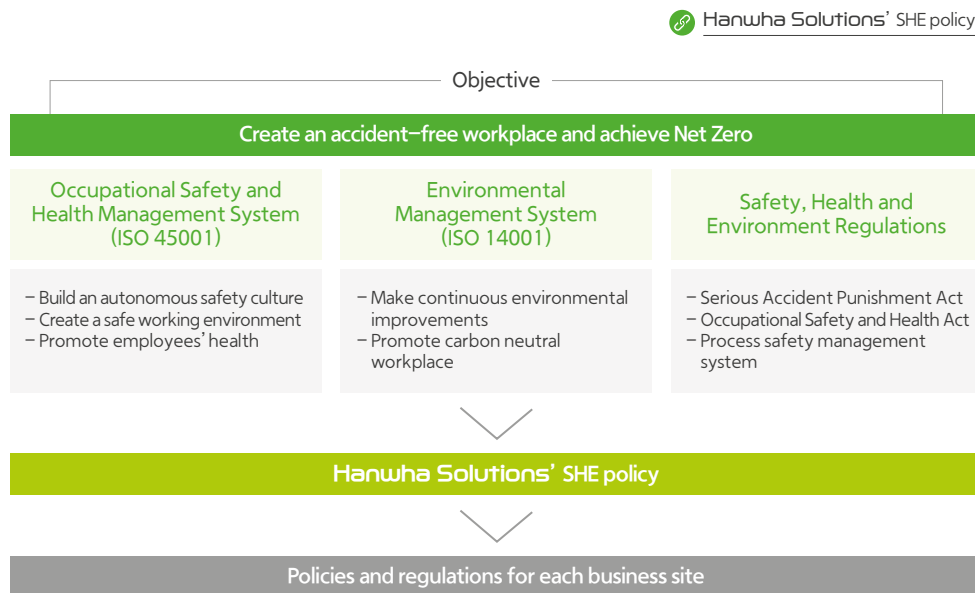 Hanwha Solutions’ SHE policy
Objective
Create an accident-free workplace and achieve Net Zero
Occupational Safety and
Health Management System
(ISO 45001)
Environmental
Management System
(ISO 14001)
Safety, Health and
Environment Regulations
– Build an autonomous safety culture
– Create a safe working environment
– Promote employees’ health
– Make continuous environmental
improvements
– Promote carbon neutral
workplace
– Serious Accident Punishment Act
– Occupational Safety and Health Act
– Process safety management
system
Hanwha Solutions’ SHE policy
Policies and regulations for each business site